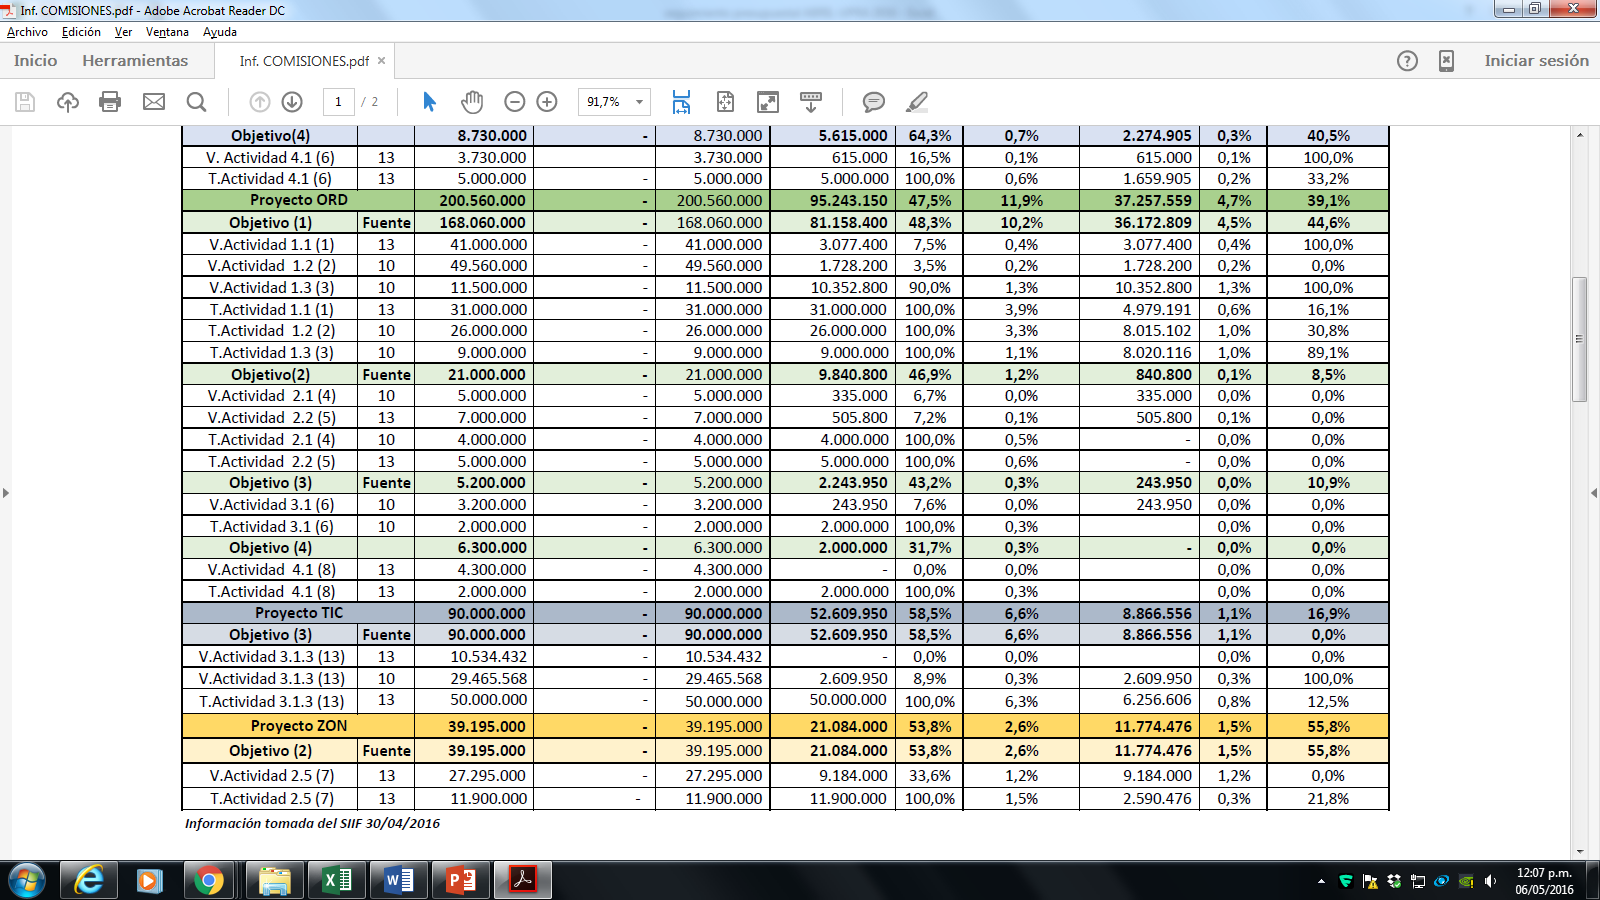 Inf. COMISIONES.pdf - Adobe Acrobat Reader DC
Archivo Edición Ver Ventana Ayuda
Inicio Herramientas Inf. COMISIONES.pdf × Iniciar sesión
1 / 2 91,7%
Objetivo(4) 8.730.000 - 8.730.000 5.615.000 64,3% 0,7% 2.274.905 0,3% 40,5%
V. Actividad 4.1 (6) 13 3.730.000 3.730.000 615.000 16,5% 0,1% 615.000 0,1% 100,0%
T.Actividad 4.1 (6) 13 5.000.000 - 5.000.000 5.000.000 100,0% 0,6% 1.659.905 0,2% 33,2%
Proyecto ORD 200.560.000 - 200.560.000 95.243.150 47,5% 11,9% 37.257.559 4,7% 39,1%
Objetivo (1) Fuente 168.060.000 - 168.060.000 81.158.400 48,3% 10,2% 36.172.809 4,5% 44,6%
V.Actividad 1.1 (1) 13 41.000.000 - 41.000.000 3.077.400 7,5% 0,4% 3.077.400 0,4% 100,0%
V.Actividad 1.2 (2) 10 49.560.000 - 49.560.000 1.728.200 3,5% 0,2% 1.728.200 0,2% 0,0%
V.Actividad 1.3 (3) 10 11.500.000 - 11.500.000 10.352.800 90,0% 1,3% 10.352.800 1,3% 100,0%
T.Actividad 1.1 (1) 13 31.000.000 - 31.000.000 31.000.000 100,0% 3,9% 4.979.191 0,6% 16,1%
T.Actividad 1.2 (2) 10 26.000.000 - 26.000.000 26.000.000 100,0% 3,3% 8.015.102 1,0% 30,8%
T.Actividad 1.3 (3) 10 9.000.000 - 9.000.000 9.000.000 100,0% 1,1% 8.020.116 1,0% 89,1%
Objetivo(2) Fuente 21.000.000 - 21.000.000 9.840.800 46,9% 1,2% 840.800 0,1% 8,5%
V.Actividad 2.1 (4) 10 5.000.000 - 5.000.000 335.000 6,7% 0,0% 335.000 0,0% 0,0%
V.Actividad 2.2 (5) 13 7.000.000 - 7.000.000 505.800 7,2% 0,1% 505.800 0,1% 0,0%
T.Actividad 2.1 (4) 10 4.000.000 - 4.000.000 4.000.000 100,0% 0,5% - 0,0% 0,0%
T.Actividad 2.2 (5) 13 5.000.000 - 5.000.000 5.000.000 100,0% 0,6% - 0,0% 0,0%
Objetivo (3) Fuente 5.200.000 - 5.200.000 2.243.950 43,2% 0,3% 243.950 0,0% 10,9%
V.Actividad 3.1 (6) 10 3.200.000 - 3.200.000 243.950 7,6% 0,0% 243.950 0,0% 0,0%
T.Actividad 3.1 (6) 10 2.000.000 - 2.000.000 2.000.000 100,0% 0,3% 0,0% 0,0%
Objetivo (4) 6.300.000 - 6.300.000 2.000.000 31,7% 0,3% - 0,0% 0,0%
V.Actividad 4.1 (8) 13 4.300.000 - 4.300.000 - 0,0% 0,0% 0,0% 0,0%
T.Actividad 4.1 (8) 13 2.000.000 - 2.000.000 2.000.000 100,0% 0,3% 0,0% 0,0%
Proyecto TIC 90.000.000 - 90.000.000 52.609.950 58,5% 6,6% 8.866.556 1,1% 16,9%
Objetivo (3) Fuente 90.000.000 - 90.000.000 52.609.950 58,5% 6,6% 8.866.556 1,1% 0,0%
V.Actividad 3.1.3 (13) 13 10.534.432 - 10.534.432 - 0,0% 0,0% 0,0% 0,0%
V.Actividad 3.1.3 (13) 10 29.465.568 - 29.465.568 2.609.950 8,9% 0,3% 2.609.950 0,3% 100,0%
T.Actividad 3.1.3 (13) 13 50.000.000 - 50.000.000 50.000.000 100,0% 6,3% 6.256.606 0,8% 12,5%
Proyecto ZON 39.195.000 - 39.195.000 21.084.000 53,8% 2,6% 11.774.476 1,5% 55,8%
Objetivo (2) Fuente 39.195.000 - 39.195.000 21.084.000 53,8% 2,6% 11.774.476 1,5% 55,8%
V.Actividad 2.5 (7) 13 27.295.000 - 27.295.000 9.184.000 33,6% 1,2% 9.184.000 1,2% 0,0%
T.Actividad 2.5 (7) 13 11.900.000 - 11.900.000 11.900.000 100,0% 1,5% 2.590.476 0,3% 21,8%
Información tomada del SIIF 30/04/2016
12:07 p.m.
06/05/2016